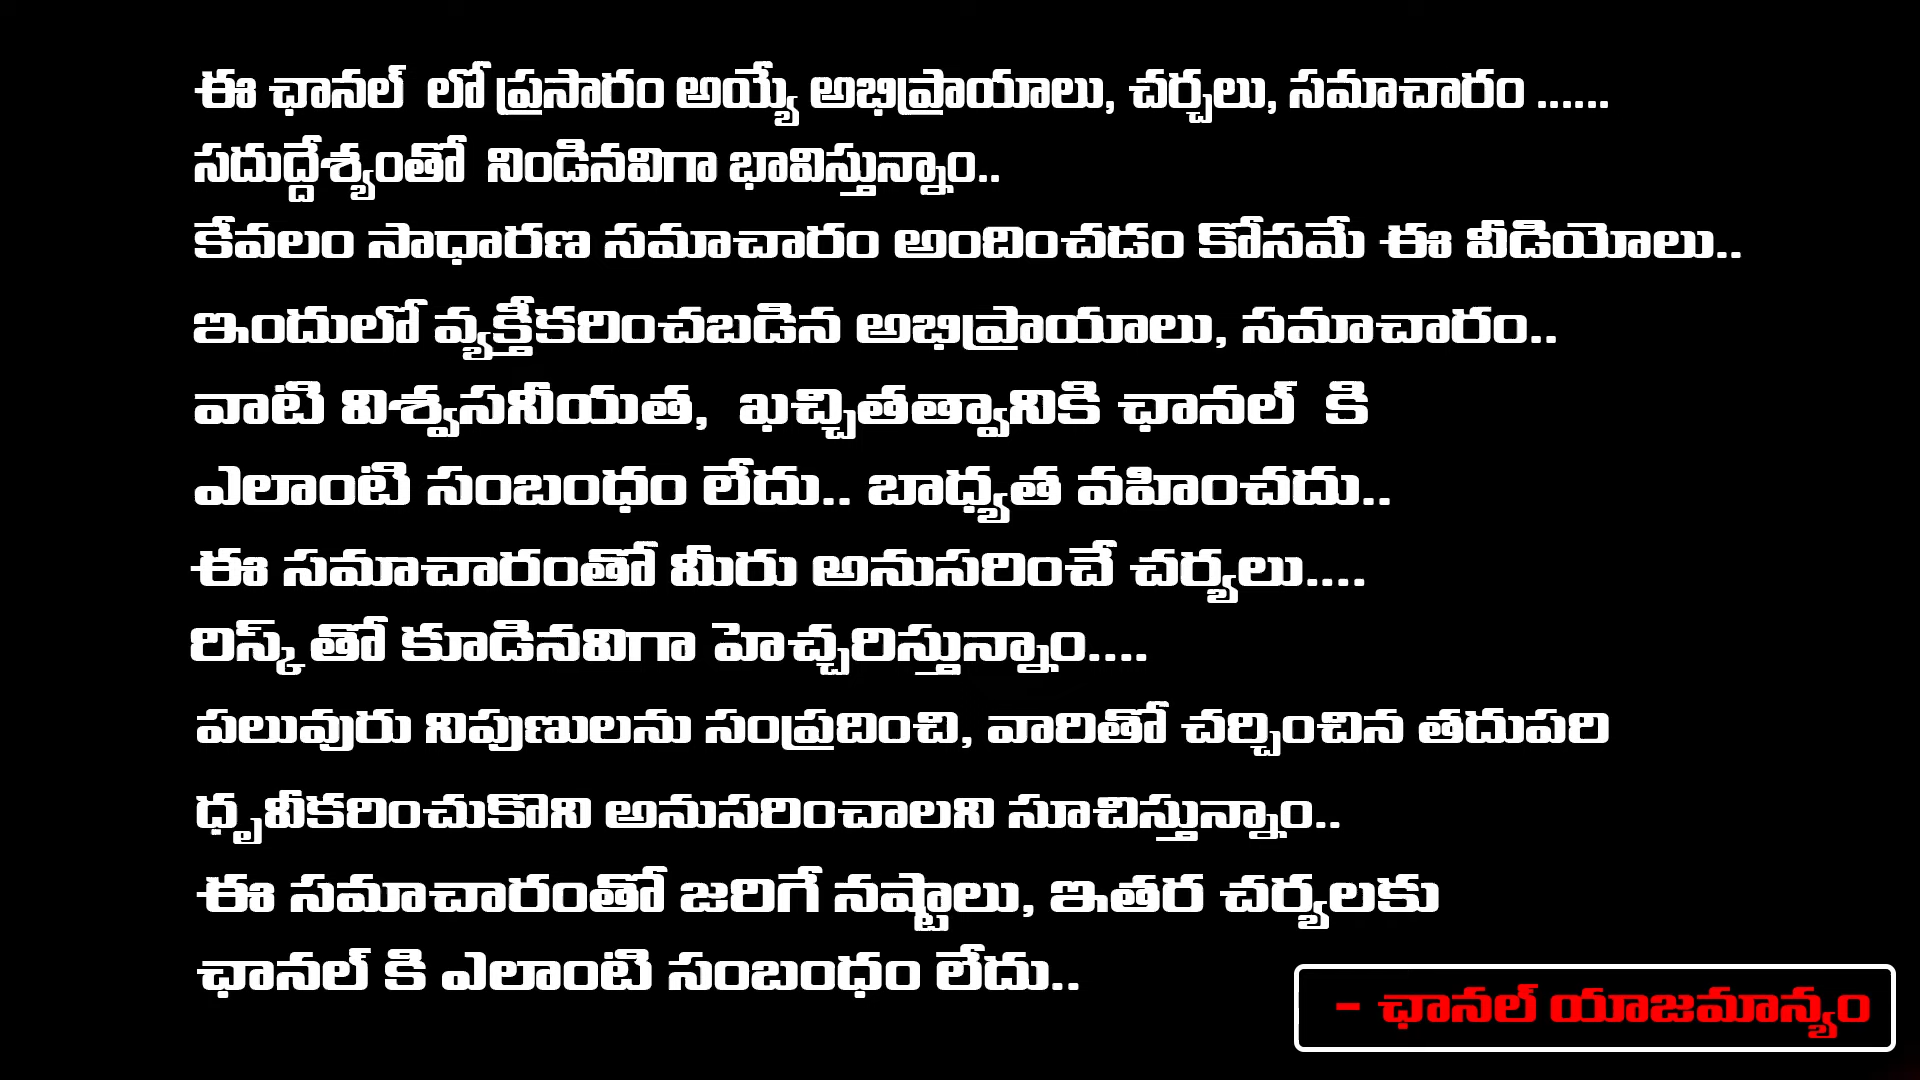 ఈ ఛానల్ లో ప్రసారం అయ్యే అభిప్రాయాలు, చర్చలు, సమాచారం ......
సదుద్దేశ్యంతో నిండినవిగా భావిస్తున్నాం..
కేవలం సాధారణ సమాచారం అందించడం కోసమే ఈ వీడియోలు..
ఇందులో వ్యక్తీకరించబడిన అభిప్రాయాలు, సమాచారం..
వాటి విశ్వసనీయత, ఖచ్చితత్వానికి ఛానల్ కి
ఎలాంటి సంబంధం లేదు.. బాధ్యత వహించదు..
ఈ సమాచారంతో మీరు అనుసరించే చర్యలు....
రిస్క్ తో కూడినవిగా హెచ్చరిస్తున్నాం....
పలువురు నిపుణులను సంప్రదించి, వారితో చర్చించిన తదుపరి
ధృవీకరించుకొని అనుసరించాలని సూచిస్తున్నాం..
ఈ సమాచారంతో జరిగే నష్టాలు, ఇతర చర్యలకు
ఛానల్ కి ఎలాంటి సంబంధం లేదు..
- ఛానల్ యాజమాన్యం